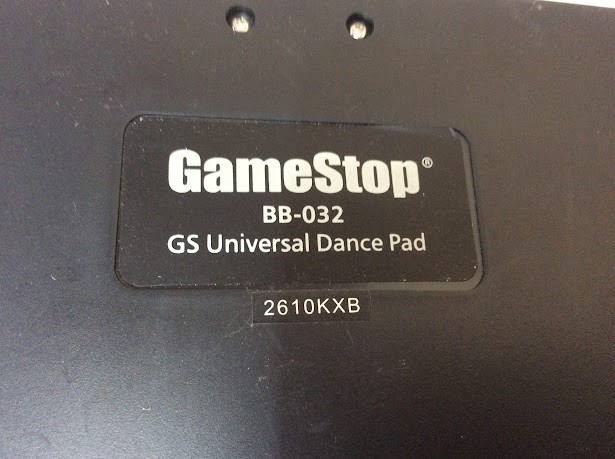 GameStop®
BB-032
GS Universal Dance Pad
2610KXB